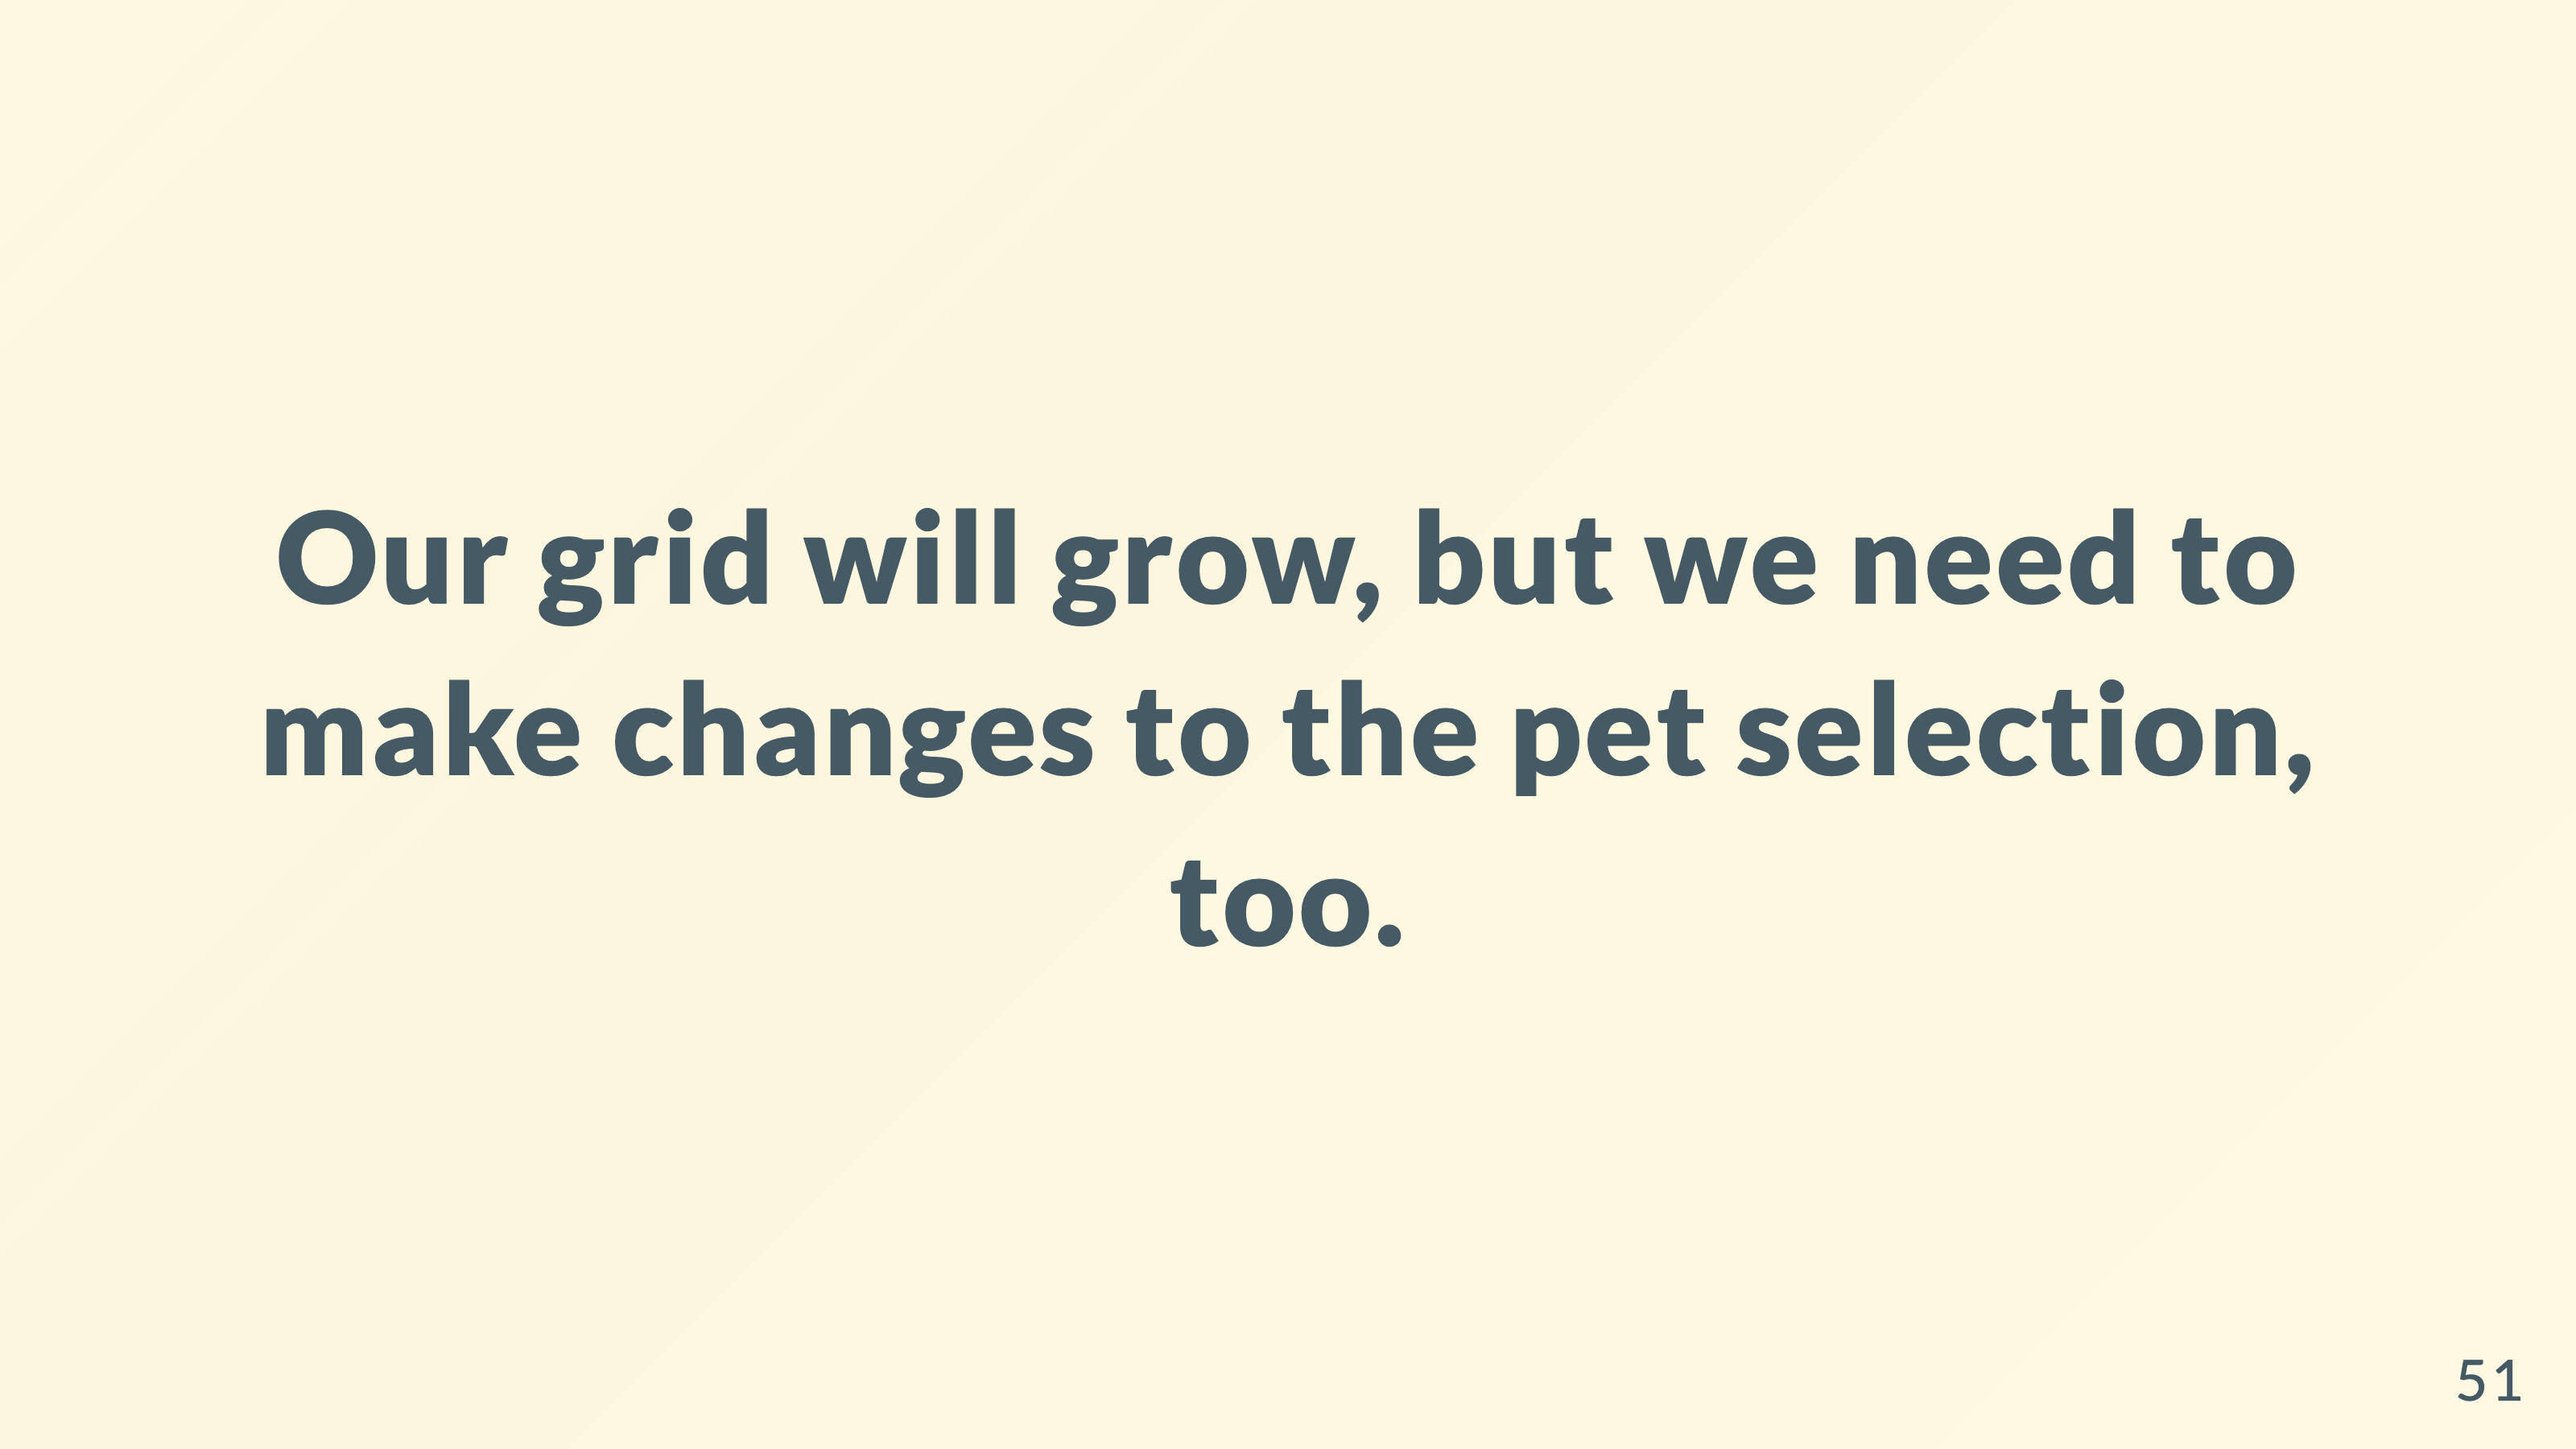 Our grid will grow, but we need to
make changes to the pet selection,
too.
51